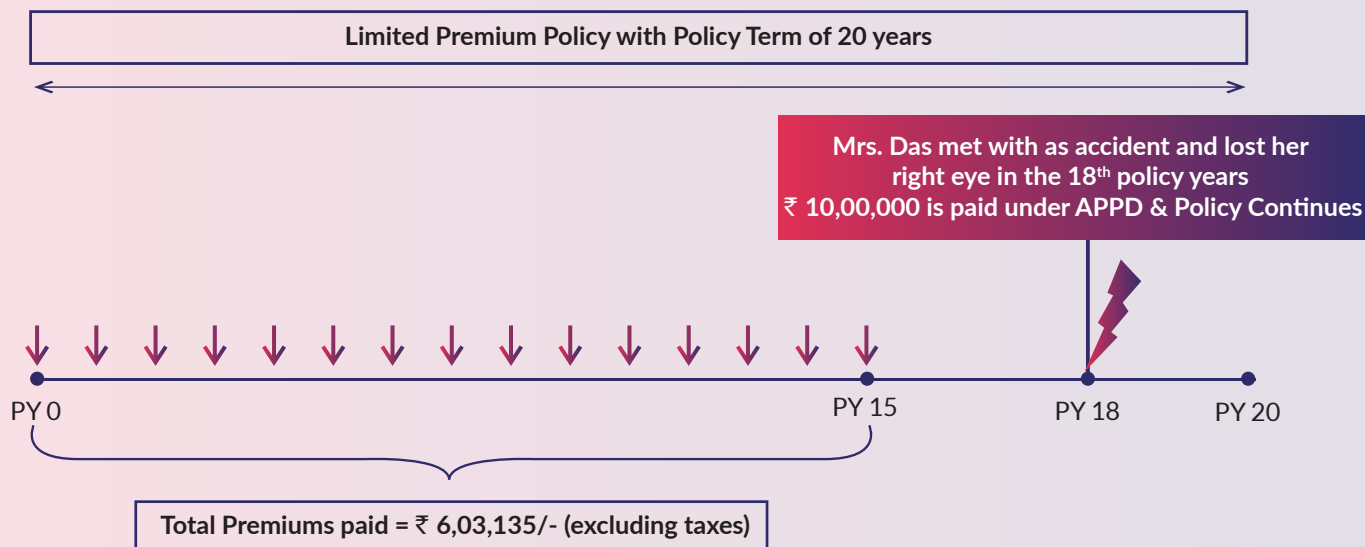 Limited Premium Policy with Policy Term of 20 years
Mrs. Das met with as accident and lost her
right eye in the 18th policy years
₹ 10,00,000 is paid under APPD & Policy Continues
PY 0
PY 15
PY 18
PY 20
Total Premiums paid = ₹ 6,03,135/- (excluding taxes)